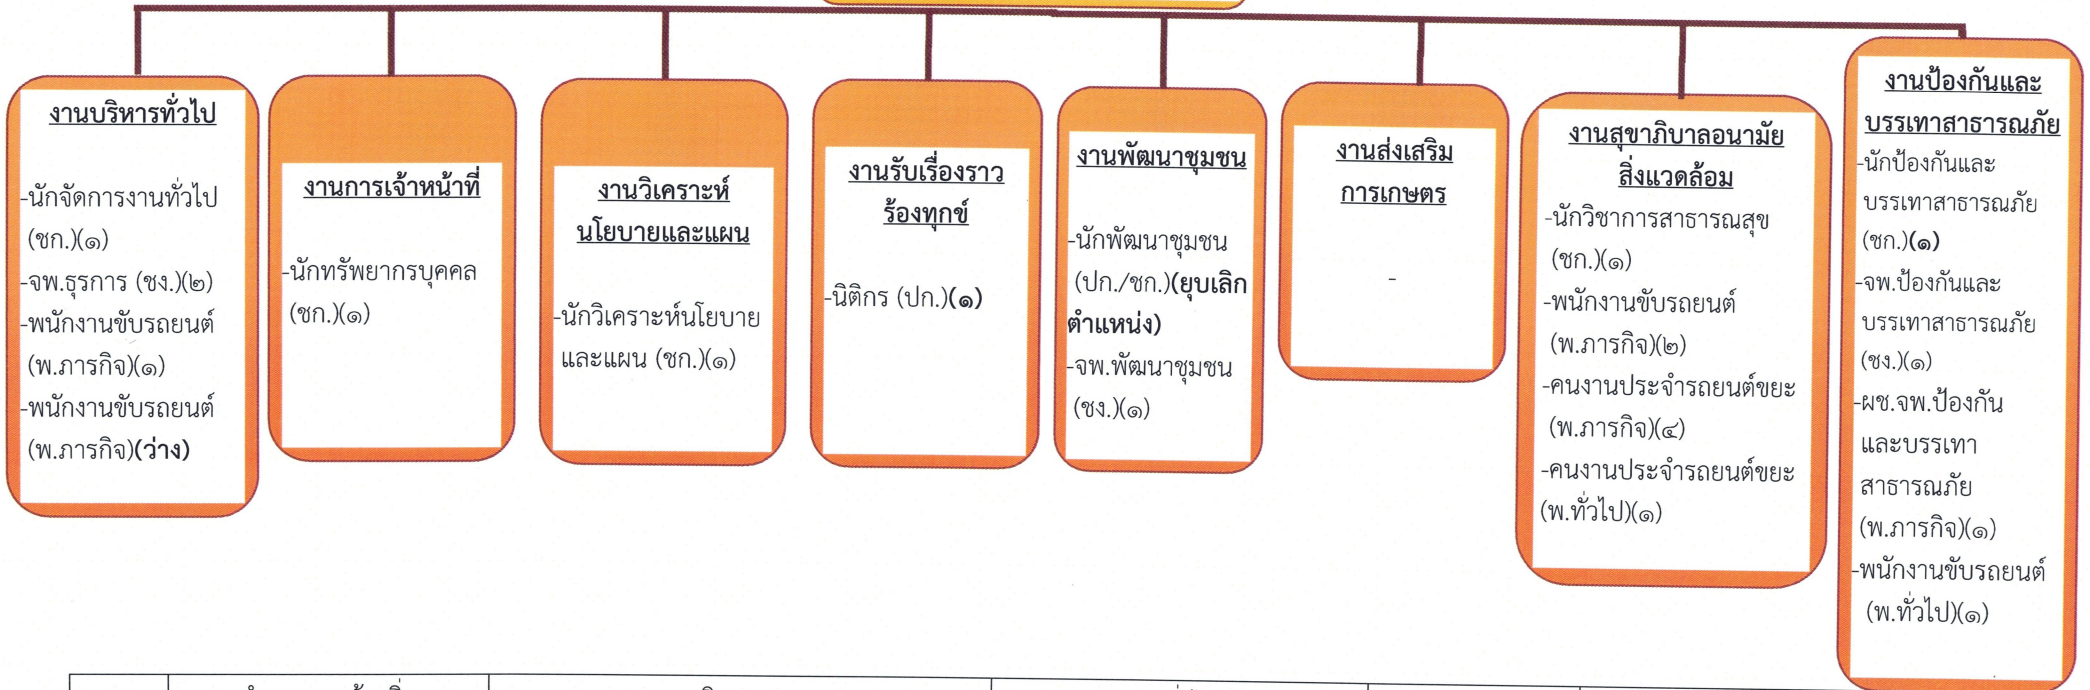 งานบริหารทั่วไป
-นักจัดการงานทั่วไป
(ชก.)(๑)
-จพ.ธุรการ (ชง.)(๒)
-พนักงานขับรถยนต์
(พ.ภารกิจ)(๑)
-พนักงานขับรถยนต์
(พ.ภารกิจ)(ว่าง)
งานการเจ้าหน้าที่
-นักทรัพยากรบุคคล
(ชก.)(๑)
งานวิเคราะห์
นโยบายและแผน
-นักวิเคราะห์นโยบาย
และแผน (ชก.)(๑)
งานรับเรื่องราว
ร้องทุกข์
-นิติกร (ปก.)(๑)
งานพัฒนาชุมชน
-นักพัฒนาชุมชน
(ปก./ชก.)(ยุบเลิก
ตำแหน่ง)
-จพ.พัฒนาชุมชน
(ชง.)(๑)
งานส่งเสริม
การเกษตร
-
งานสุขาภิบาลอนามัย
สิ่งแวดล้อม
-นักวิชาการสาธารณสุข
(ชก.)(๑)
-พนักงานขับรถยนต์
(พ.ภารกิจ)(๒)
-คนงานประจำรถยนต์ขยะ
(พ.ภารกิจ)(๔)
-คนงานประจำรถยนต์ขยะ
(พ.ทั่วไป)(๑)
งานป้องกันและ
บรรเทาสาธารณภัย
-นักป้องกันและ
บรรเทาสาธารณภัย
(ชก.)(๑)
-จพ.ป้องกันและ
บรรเทาสาธารณภัย
(ชง.)(๑)
-ผช.จพ.ป้องกัน
และบรรเทา
สาธารณภัย
(พ.ภารกิจ)(๑)
-พนักงานขับรถยนต์
(พ.ทั่วไป)(๑)